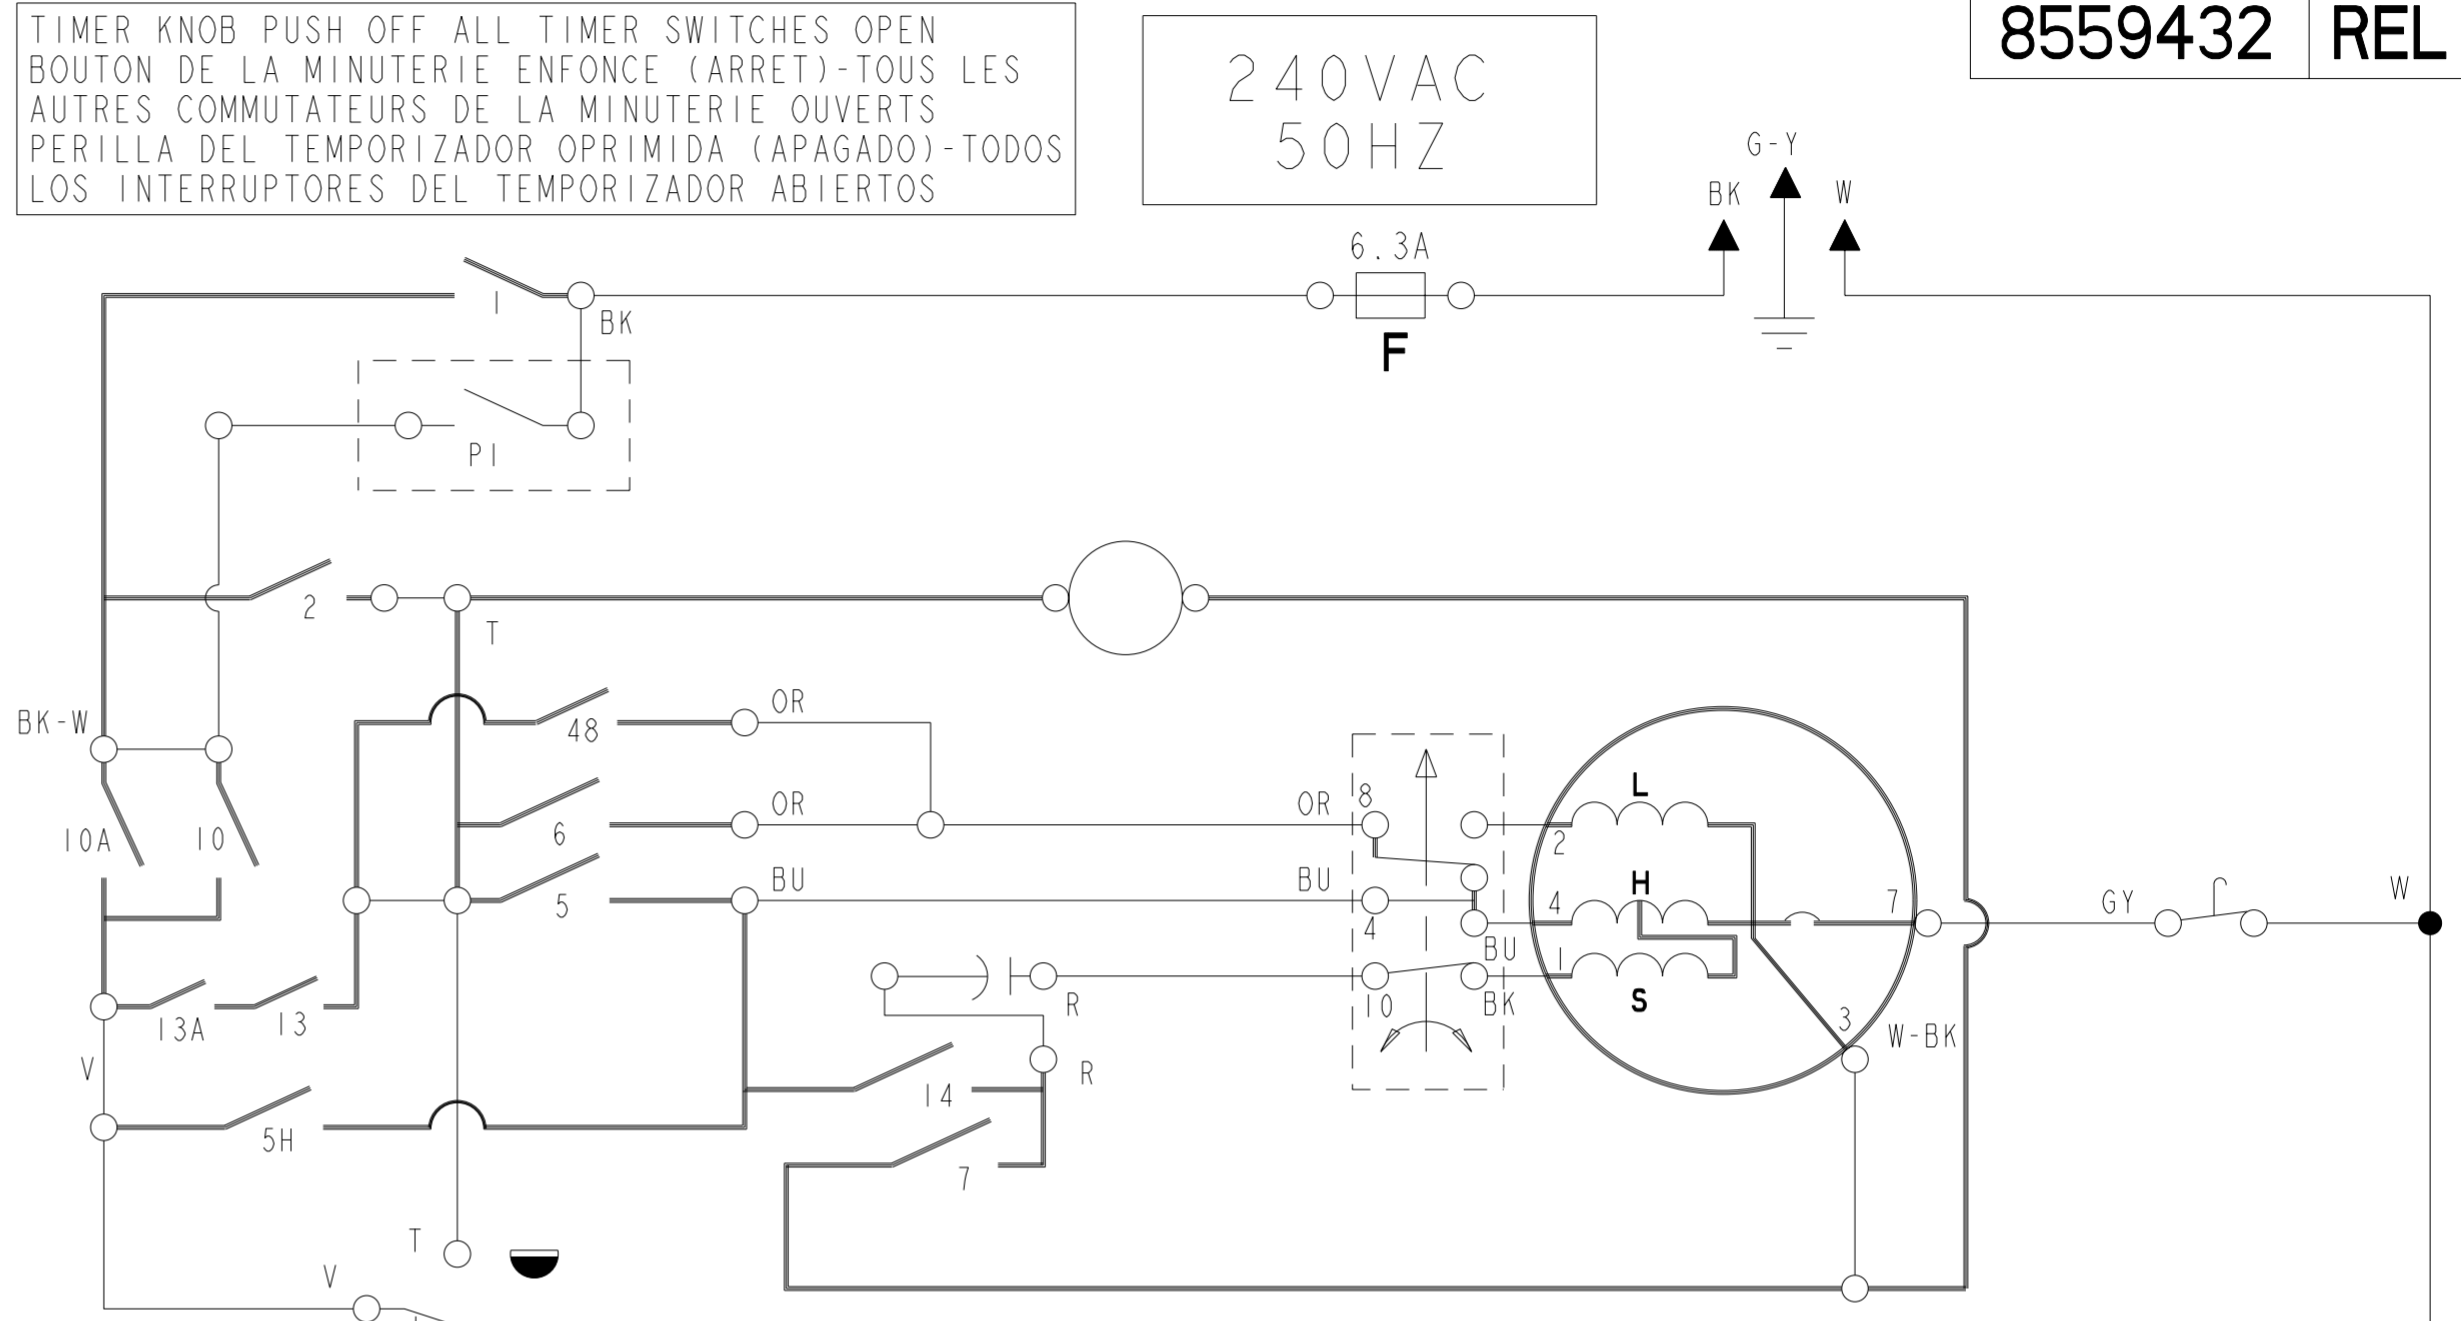 TIMER KNOB PUSH OFF ALL TIMER SWITCHES OPEN
BOUTON DE LA MINUTERIE ENFONCE (ARRET)-TOUS LES
AUTRES COMMUTATEURS DE LA MINUTERIE OUVERTS
PERILLA DEL TEMPORIZADOR OPRIMIDA (APAGADO)-TODOS
LOS INTERRUPTORES DEL TEMPORIZADOR ABIERTOS
240VAC
50HZ
8559432 REL
G-Y
BK
W
6.3A
F
1
BK
P1
2
T
BK-W
48
OR
10A
10
6
OR
OR
8
L
2
5
BU
BU
4
BU
H
4
7
GY
W
13A
13
R
10
BK
1
S
3
W-BK
V
14
R
5H
7
T
V